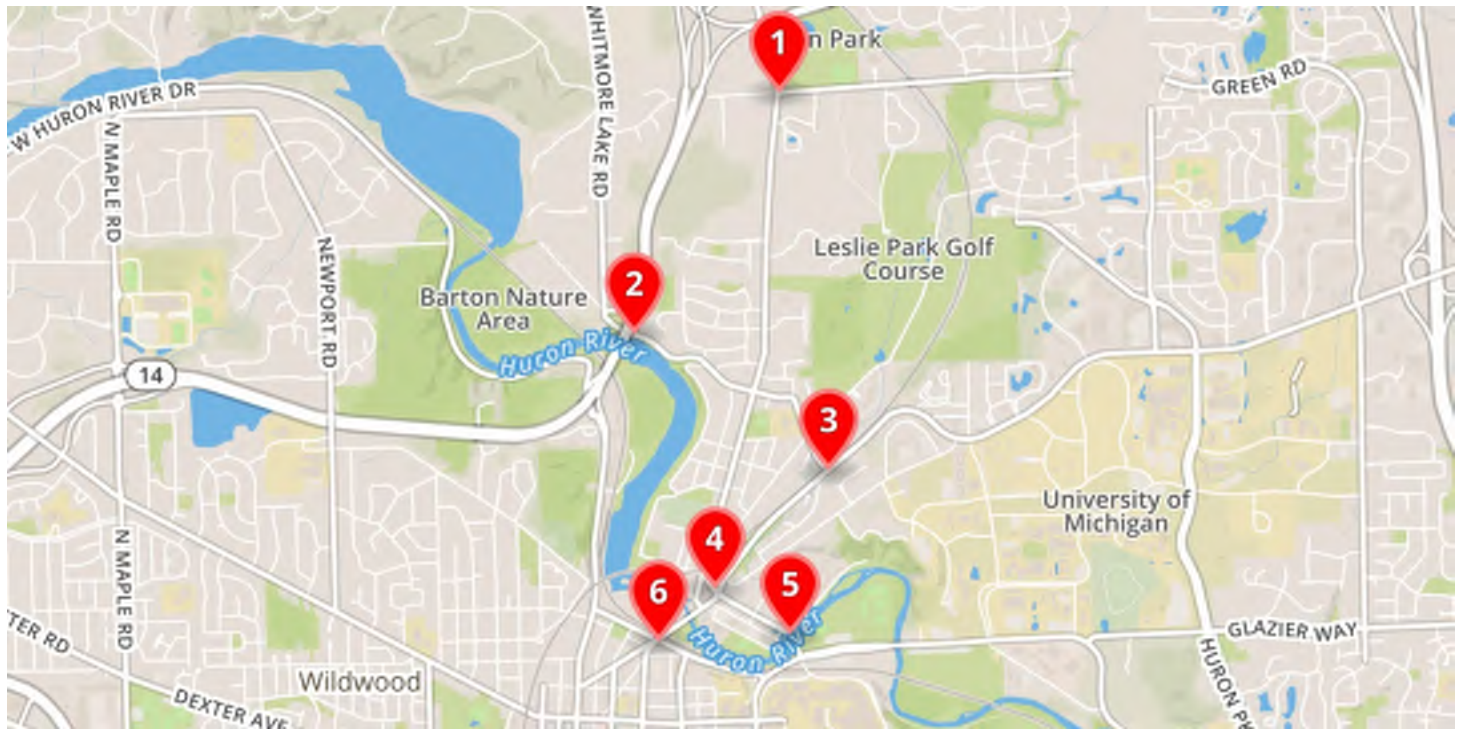 1
n Park
WHITMORE LAKE RD
GREEN RD
W HURON RIVER DR
N MAPLE RD
NEWPORT RD
Leslie Park Golf
Course
2
Barton Nature
Area
Huron River
14
3
University of
Michigan
N MAPLE RD
4
5
6
Huron River
TER RD
GLAZIER WAY
Wildwood
HURON PK
DEXTER AVE